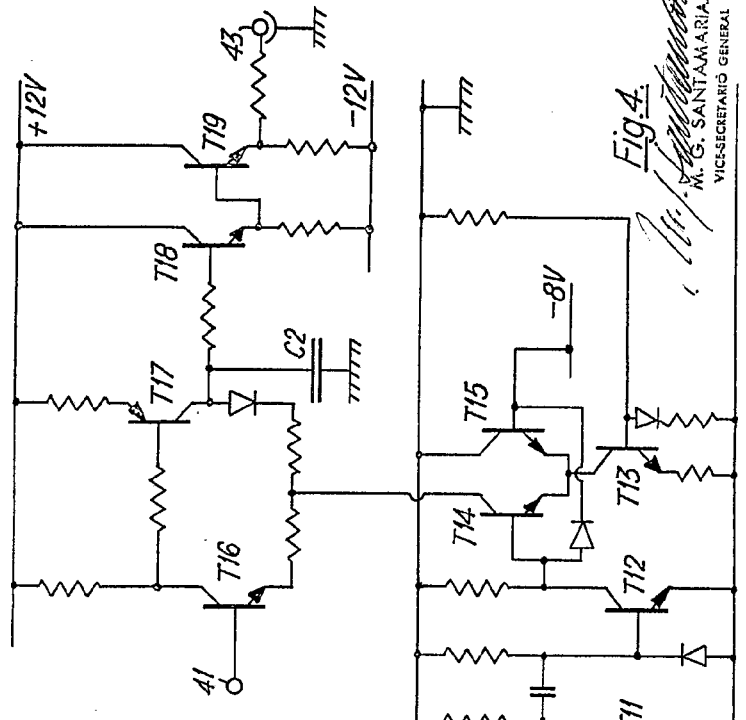 +12V
43
T19
-12V
T18
T17
C2
T16
41
Fig.4.
M. G. SANTAMARIA.
VICE-SECRETARIO GENERAL
-8V
T15
T14
T13
T12